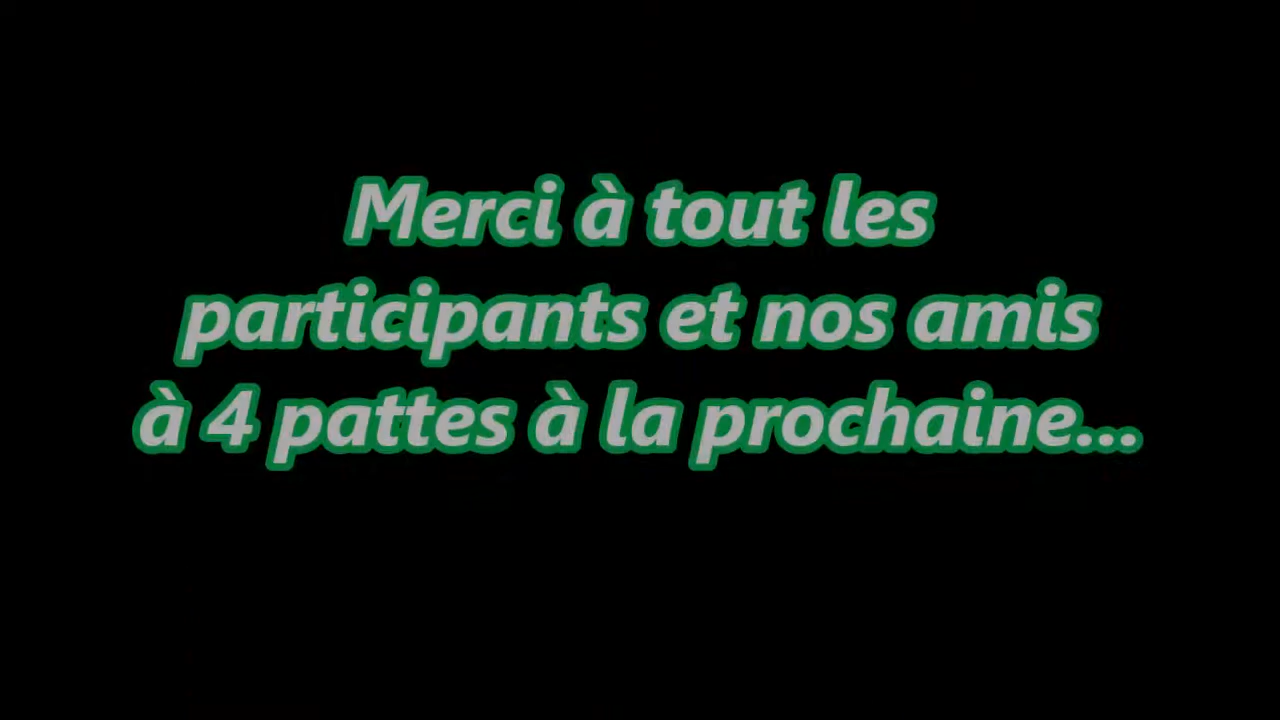 Merci à tout les
participants et nos amis
à 4 pattes à la prochaine...